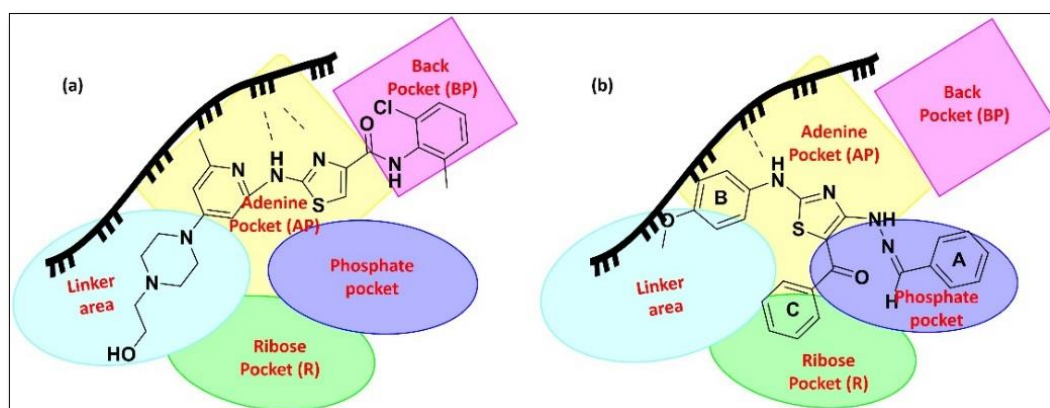 (a)
Back
Pocket (BP)
Cl
O
H
N
N
N
H
N
S
Adenine
Pocket (AP)
N
N
HO
Linker
area
Phosphate
pocket
Ribose
Pocket (R)
(b)
Back
Pocket (BP)
Adenine
Pocket (AP)
H
N
B
N
S
NH
O
N
A
O
H
C
Linker
area
Phosphate
pocket
Ribose
Pocket (R)